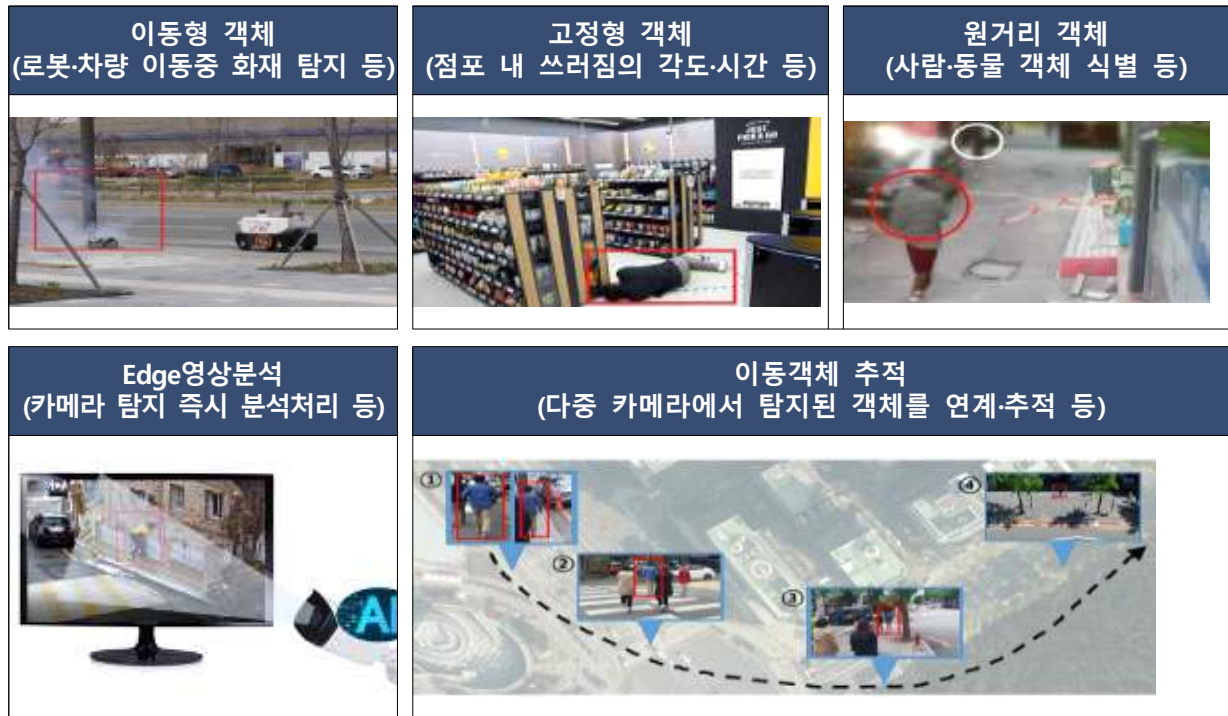 이동형 객체
(로봇·차량 이동중 화재 탐지 등)
고정형 객체
(점포 내 쓰러짐의 각도·시간 등)
원거리 객체
(사람·동물 객체 식별 등)
JUST
PICK & GO
Edge영상분석
(카메라 탐지 즉시 분석처리 등)
AI
이동객체 추적
(다중 카메라에서 탐지된 객체를 연계·추적 등)
①
②
③
④